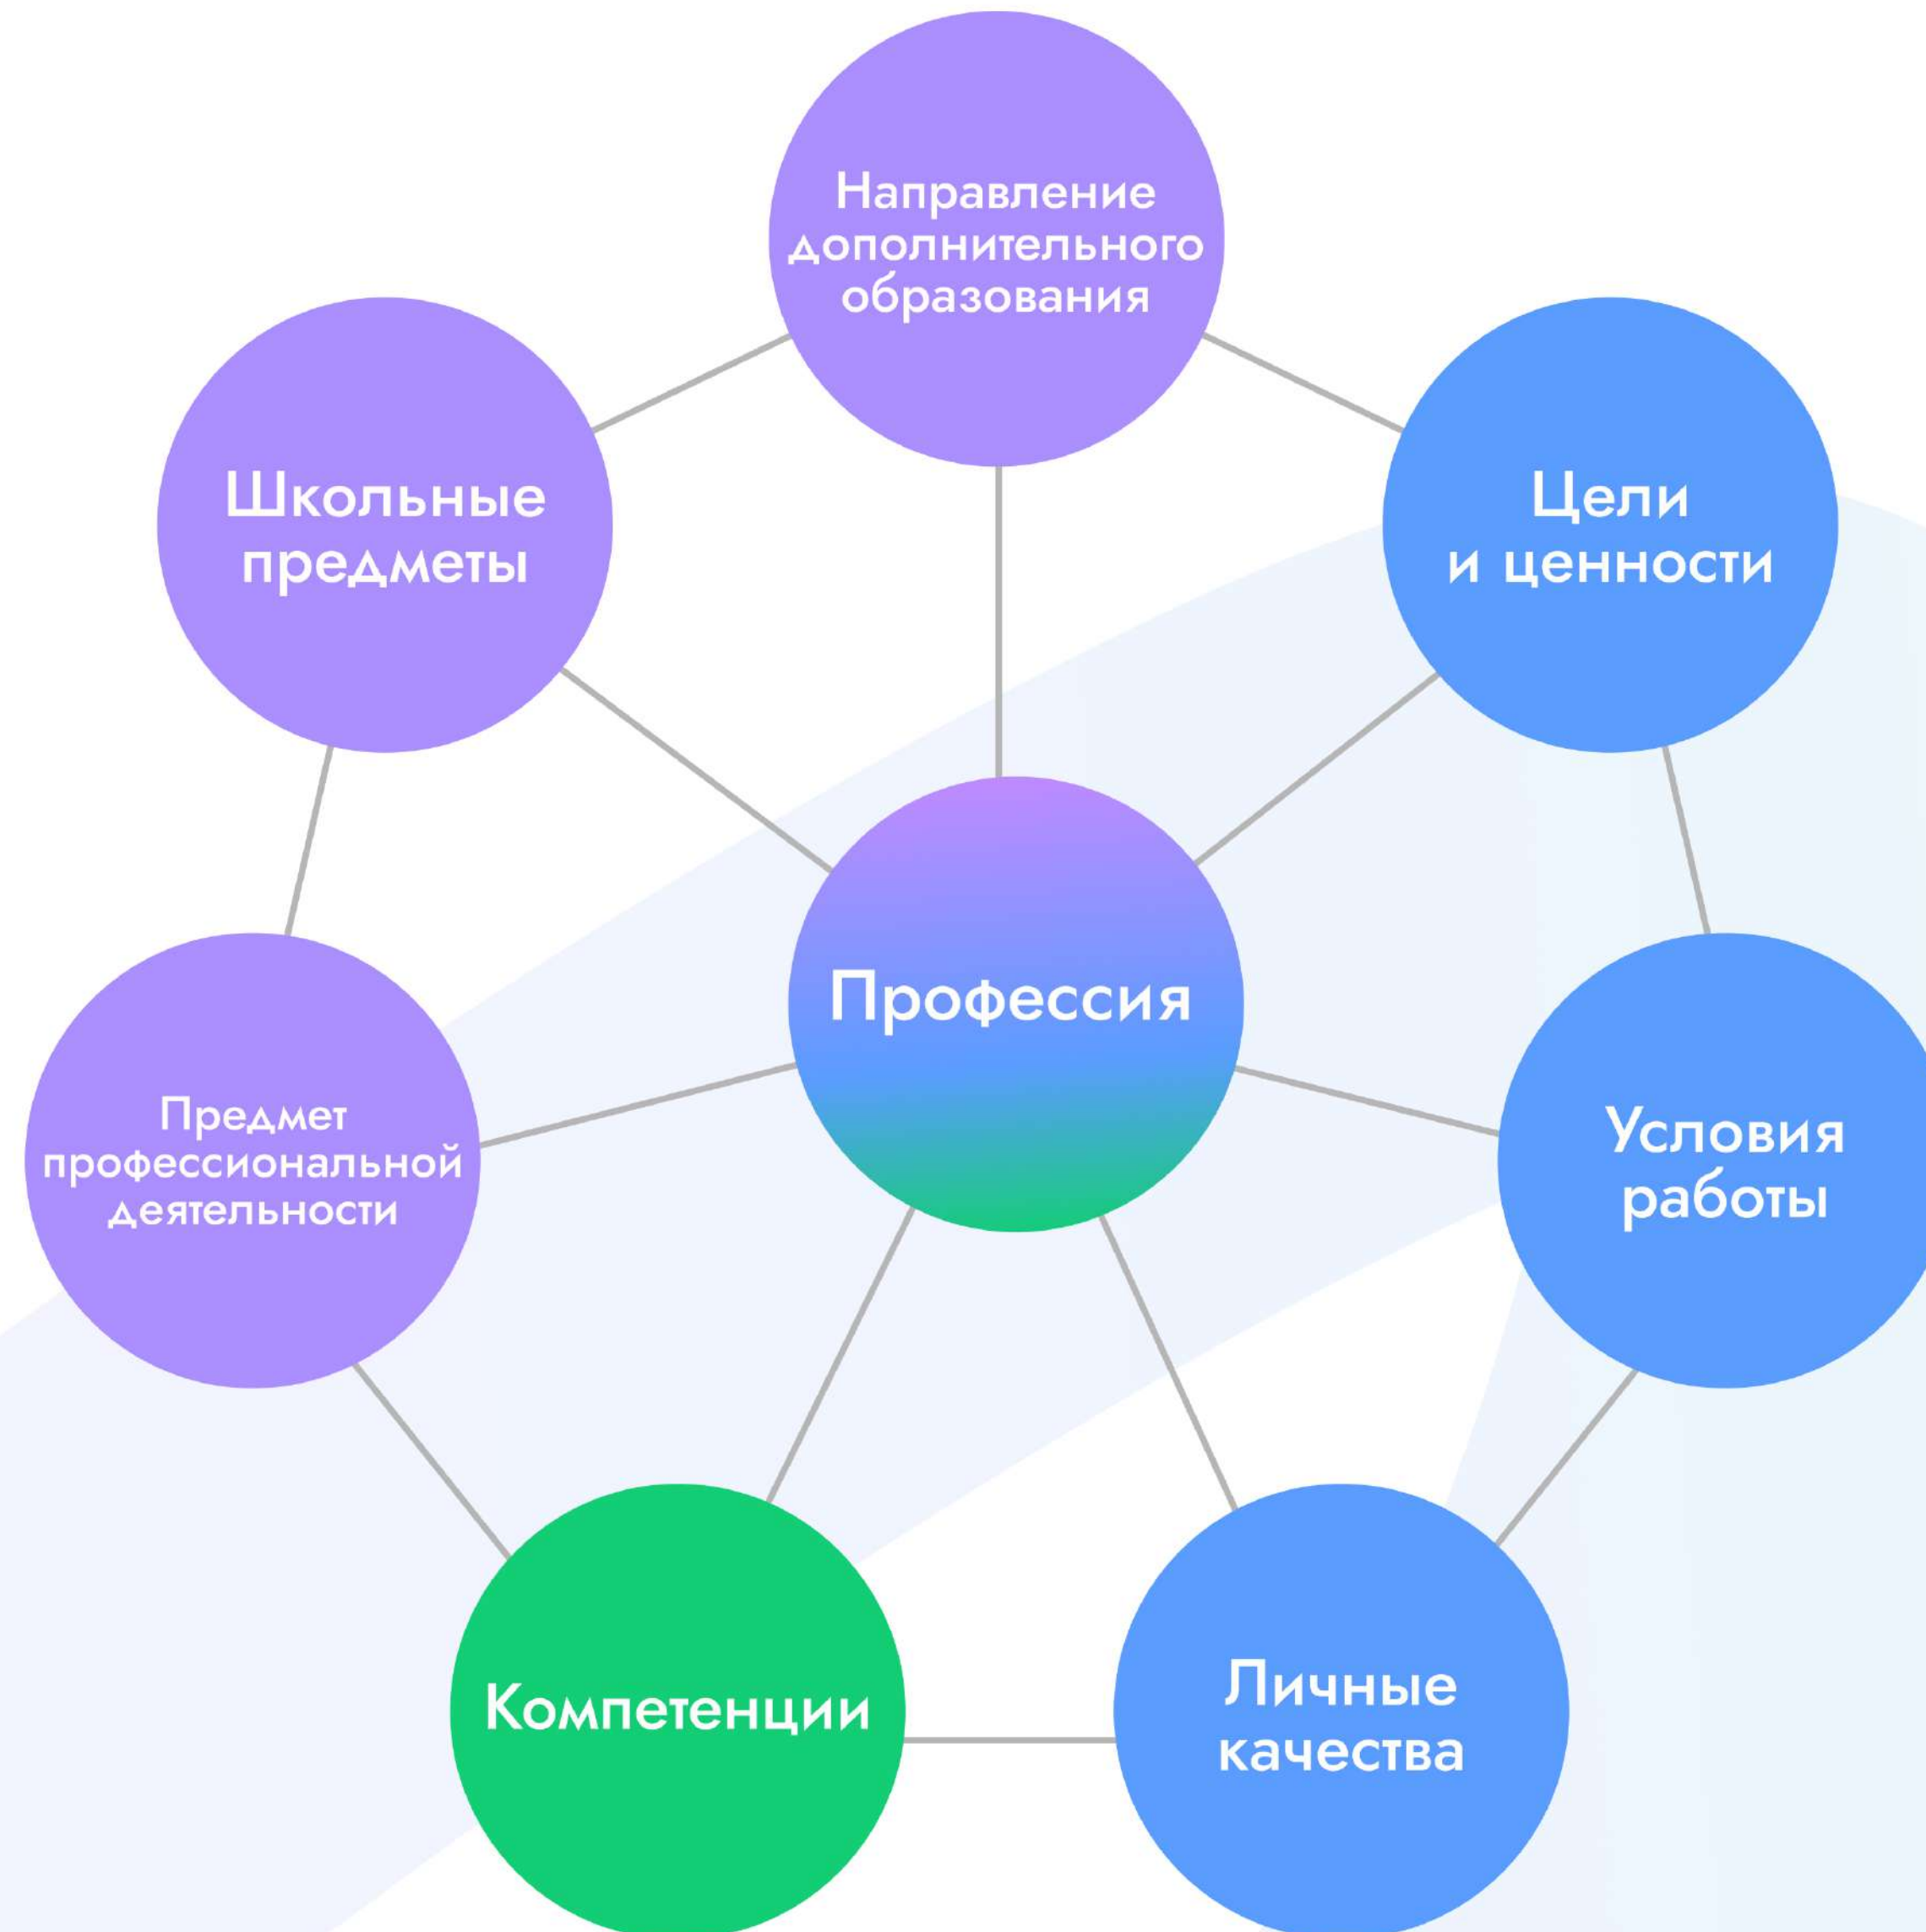 Направление
дополнительного
образования
Школьные
предметы
Цели
и ценности
Профессия
Предмет
профессиональной
деятельности
Условия
работы
Компетенции
Личные
качества